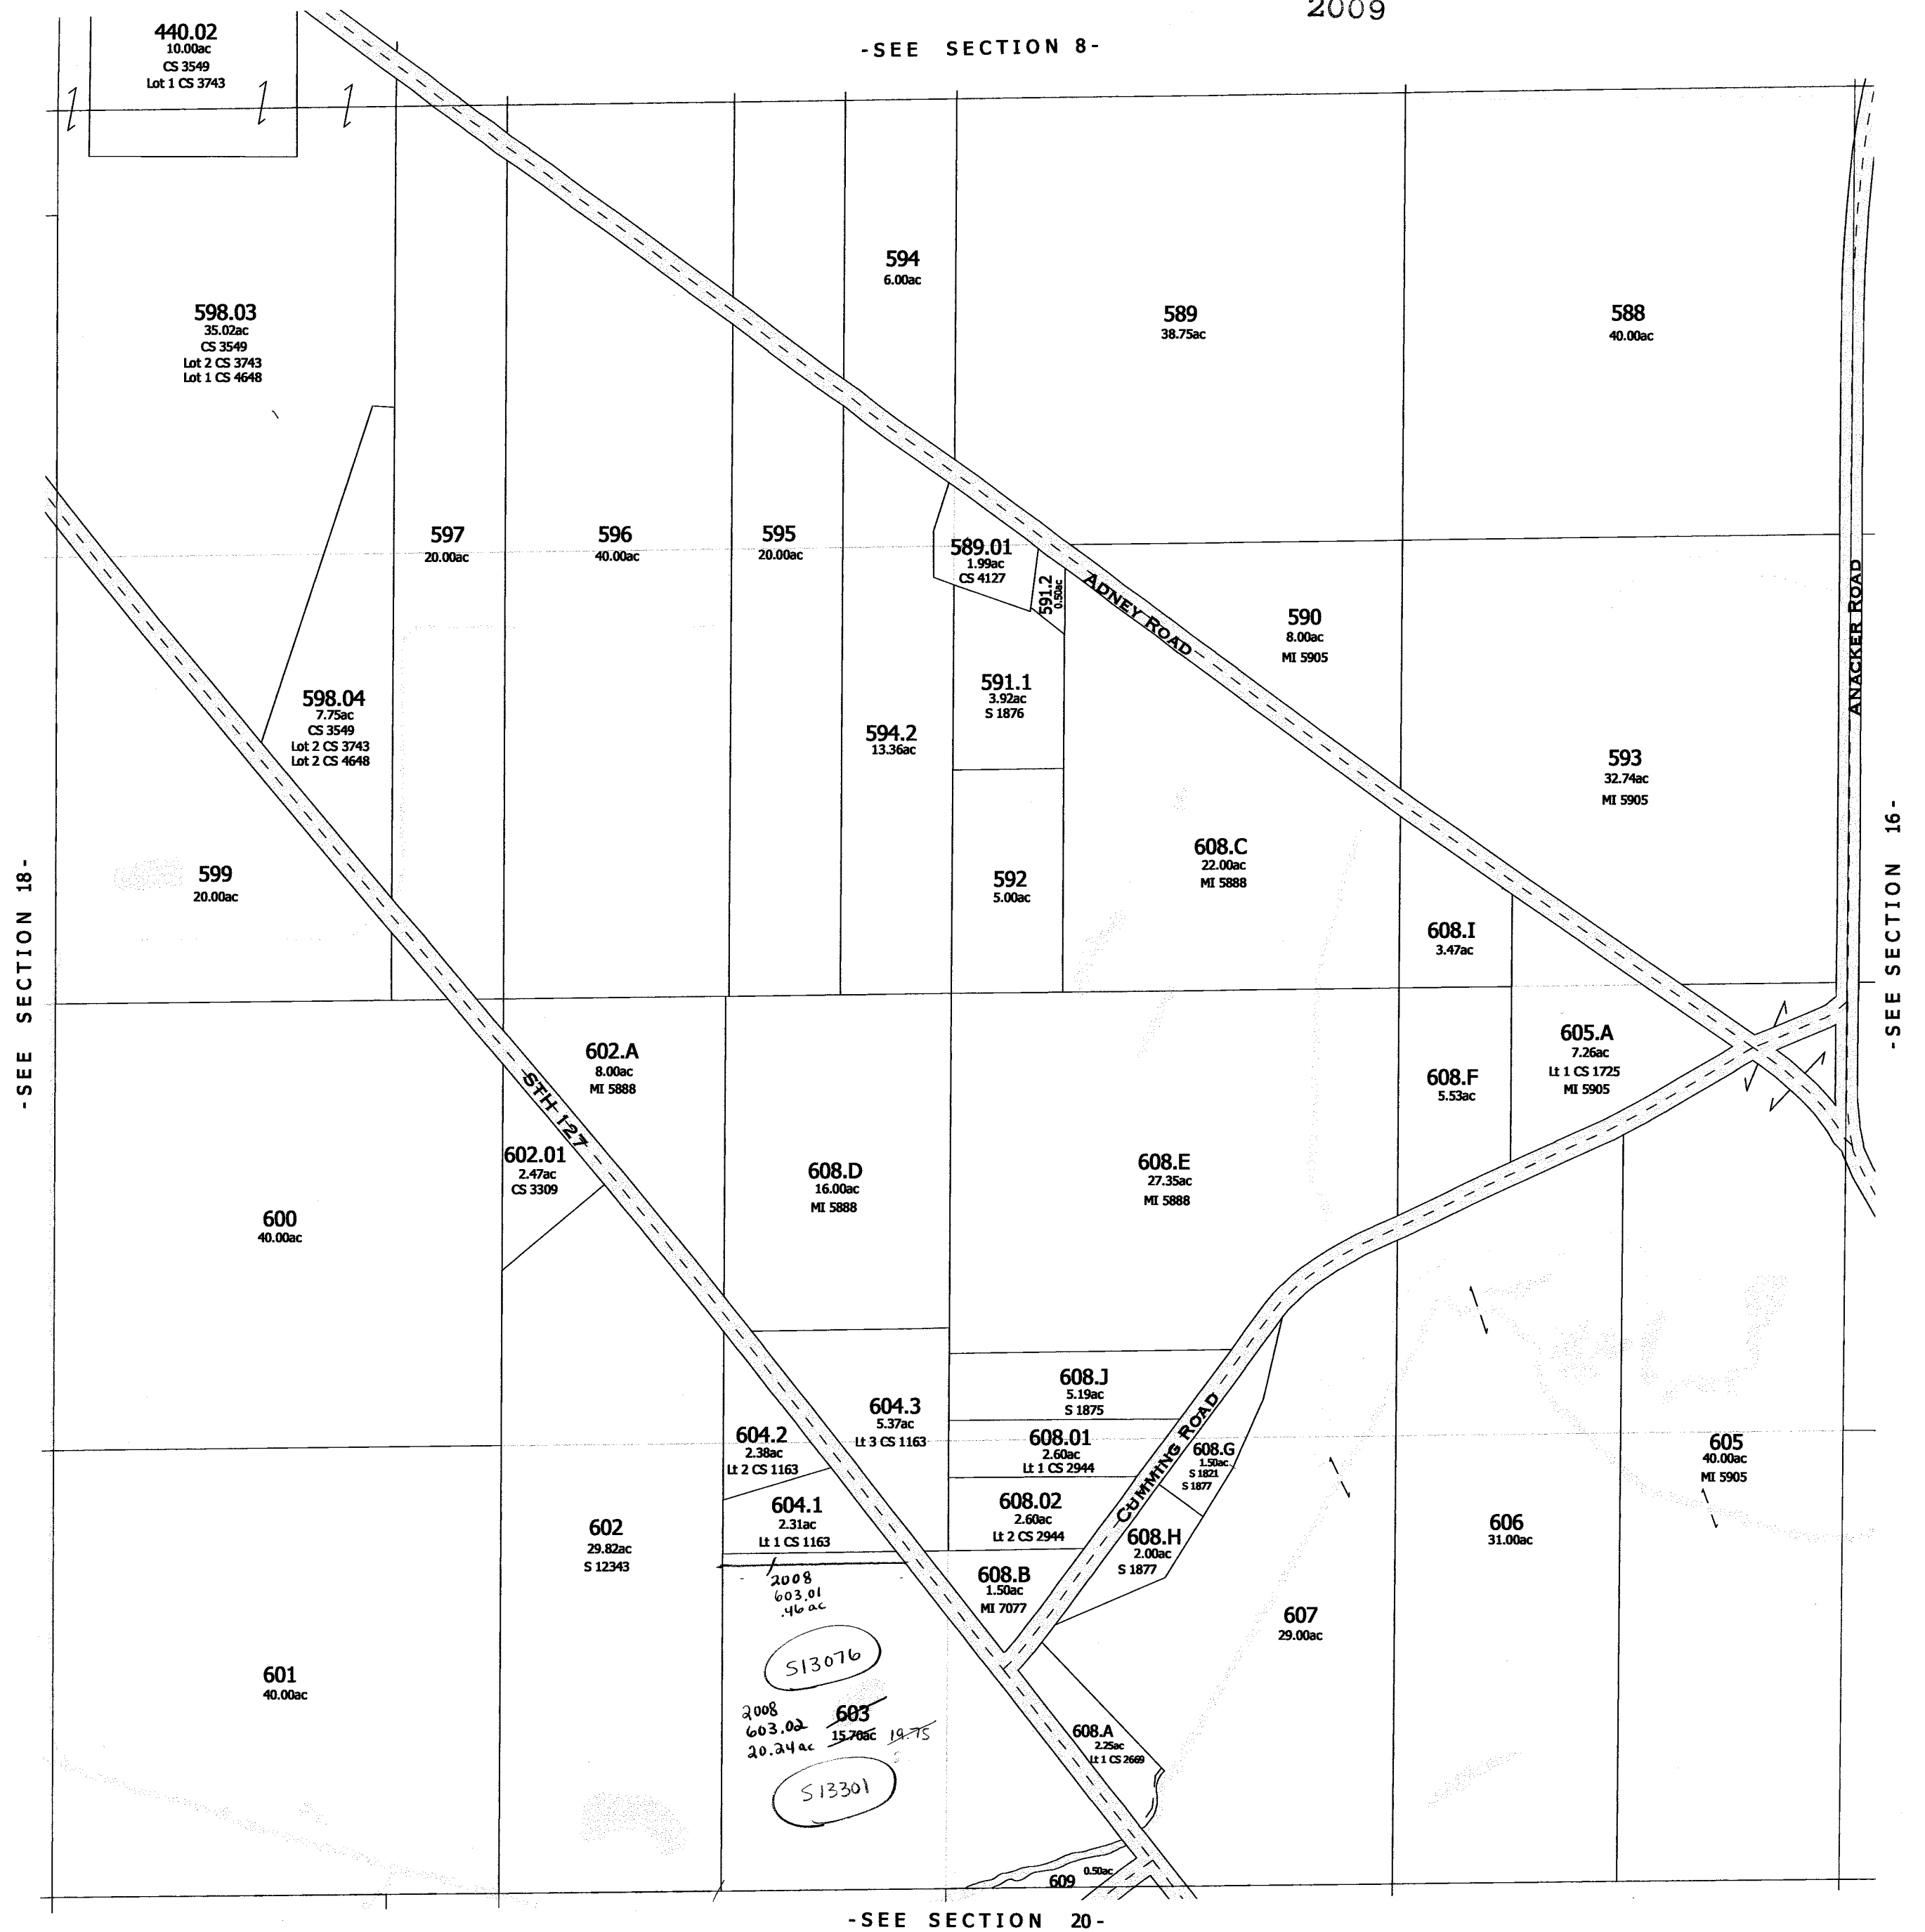 2009
-SEE SECTION 8-
440.02
10.00ac
CS 3549
Lot 1 CS 3743
594
6.00ac
598.03
35.02ac
CS 3549
Lot 2 CS 3743
Lot 1 CS 4648
589
38.75ac
588
40.00ac
597
20.00ac
596
40.00ac
595
20.00ac
589.01
1.99ac
CS 4127
591.2
0.50ac
ADNEY ROAD
590
8.00ac
MI 5905
ANACKER ROAD
598.04
7.75ac
CS 3549
Lot 2 CS 3743
Lot 2 CS 4648
591.1
3.92ac
S 1876
594.2
13.36ac
593
32.74ac
MI 5905
-SEE SECTION 18-
599
20.00ac
592
5.00ac
608.C
22.00ac
MI 5888
608.I
3.47ac
-SEE SECTION 16-
602.A
8.00ac
MI 5888
STH 127
605.A
7.26ac
Lt 1 CS 1725
MI 5905
608.F
5.53ac
602.01
2.47ac
CS 3309
608.D
16.00ac
MI 5888
608.E
27.35ac
MI 5888
600
40.00ac
608.J
5.19ac
S 1875
604.3
5.37ac
Lt 3 CS 1163
604.2
2.38ac
Lt 2 CS 1163
608.01
2.60ac
Lt 1 CS 2944
CUMMING ROAD
608.G
1.50ac
S 1821
S 1877
605
40.00ac
MI 5905
604.1
2.31ac
Lt 1 CS 1163
608.02
2.60ac
Lt 2 CS 2944
602
29.82ac
S 12343
608.H
2.00ac
S 1877
606
31.00ac
2008
603.01
.46 ac
608.B
1.50ac
MI 7077
607
29.00ac
S13076
601
40.00ac
2008
603.02
20.24 ac
603
15.70ac
19.75
608.A
2.25ac
Lt 1 CS 2669
S13301
609
0.50ac
-SEE SECTION 20-